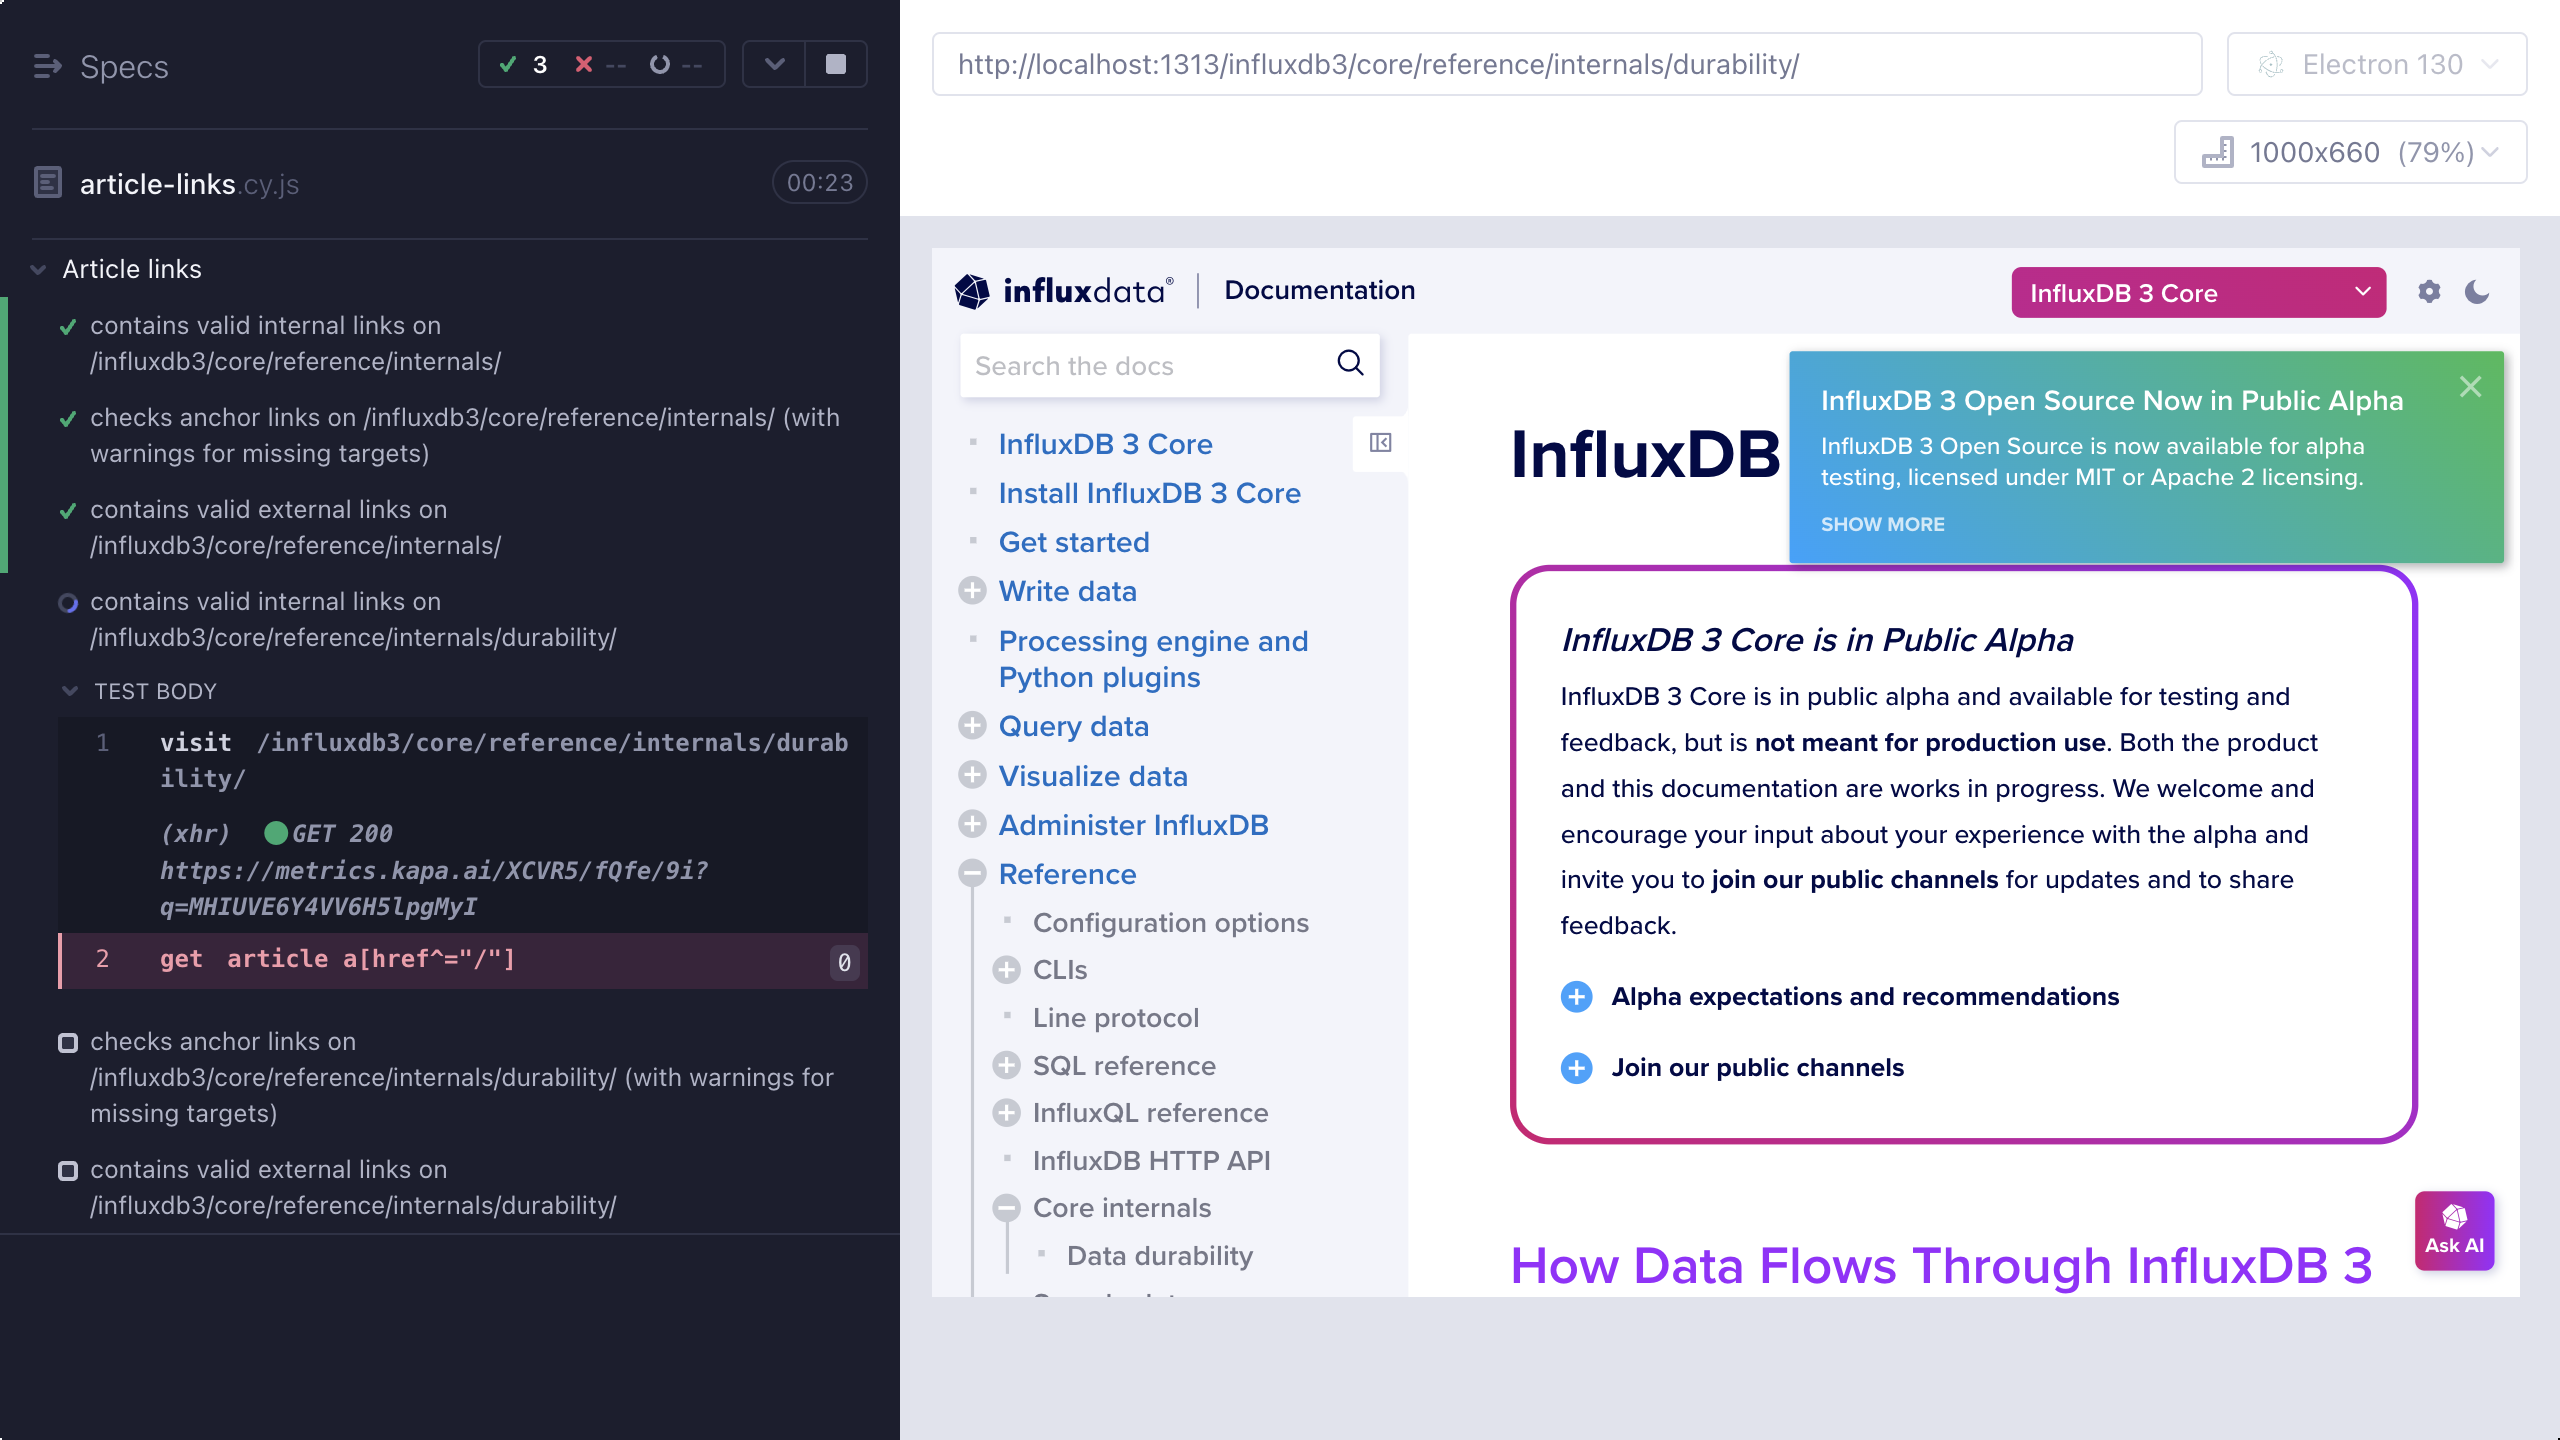 Specs
3 -- --
article-links.cy.js 00:23
Article links
contains valid internal links on
/influxdb3/core/reference/internals/
checks anchor links on /influxdb3/core/reference/internals/ (with
warnings for missing targets)
contains valid external links on
/influxdb3/core/reference/internals/
contains valid internal links on
/influxdb3/core/reference/internals/durability/
TEST BODY
1 visit /influxdb3/core/reference/internals/durab
ility/
(xhr) GET 200
https://metrics.kapa.ai/XCVR5/fQfe/9i?
q=MHIUVE6Y4VV6H5lpgMyI
2 get article a[href^="/"] 0
checks anchor links on
/influxdb3/core/reference/internals/durability/ (with warnings for
missing targets)
contains valid external links on
/influxdb3/core/reference/internals/durability/
http://localhost:1313/influxdb3/core/reference/internals/durability/
Electron 130
1000x660 (79%)
influxdata® Documentation
InfluxDB 3 Core
Search the docs
InfluxDB 3 Core
Install InfluxDB 3 Core
Get started
Write data
Processing engine and
Python plugins
Query data
Visualize data
Administer InfluxDB
Reference
Configuration options
CLIs
Line protocol
SQL reference
InfluxQL reference
InfluxDB HTTP API
Core internals
Data durability
InfluxDB
InfluxDB 3 Open Source Now in Public Alpha
InfluxDB 3 Open Source is now available for alpha
testing, licensed under MIT or Apache 2 licensing.
SHOW MORE
InfluxDB 3 Core is in Public Alpha
InfluxDB 3 Core is in public alpha and available for testing and
feedback, but is not meant for production use. Both the product
and this documentation are works in progress. We welcome and
encourage your input about your experience with the alpha and
invite you to join our public channels for updates and to share
feedback.
Alpha expectations and recommendations
Join our public channels
How Data Flows Through InfluxDB 3
Ask AI